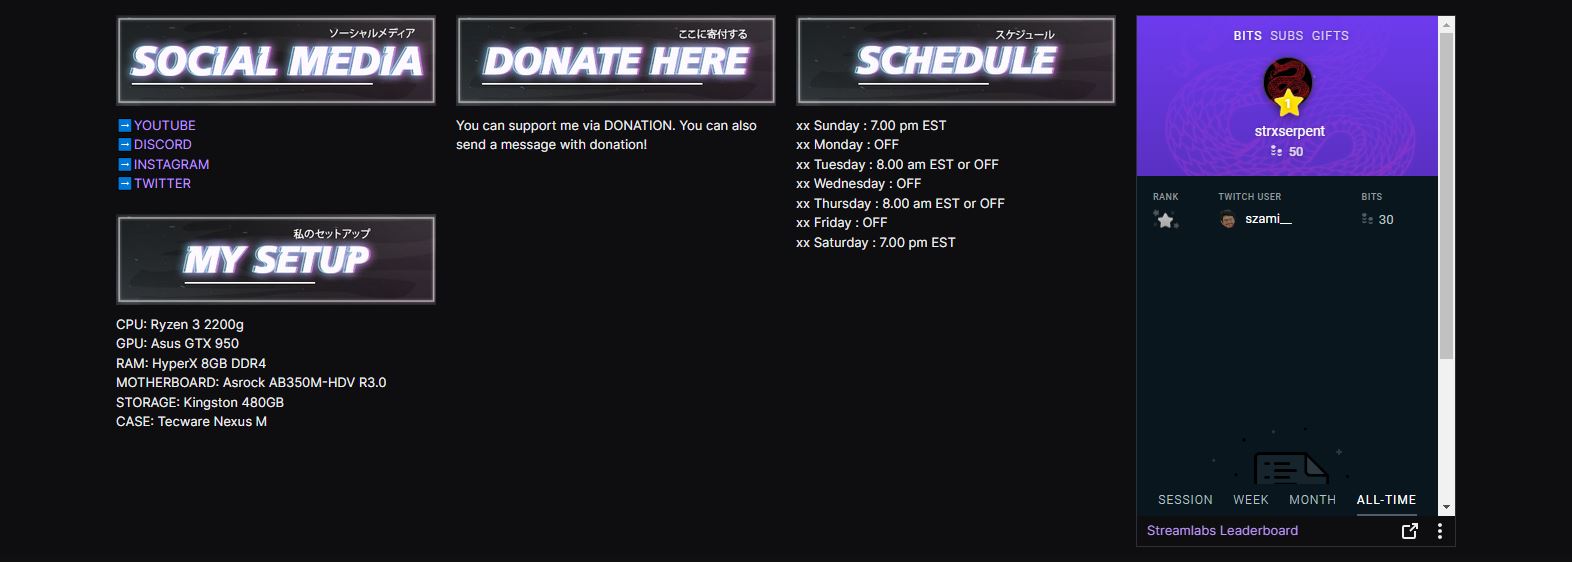 ソーシャルメディア
SOCIAL MEDIA
YOUTUBE
DISCORD
INSTAGRAM
TWITTER
私のセットアップ
MY SETUP
CPU: Ryzen 3 2200g
GPU: Asus GTX 950
RAM: HyperX 8GB DDR4
MOTHERBOARD: Asrock AB350M-HDV R3.0
STORAGE: Kingston 480GB
CASE: Tecware Nexus M
ここに寄付する
DONATE HERE
You can support me via DONATION. You can also
send a message with donation!
スケジュール
SCHEDULE
xx Sunday : 7.00 pm EST
xx Monday : OFF
xx Tuesday : 8.00 am EST or OFF
xx Wednesday : OFF
xx Thursday : 8.00 am EST or OFF
xx Friday : OFF
xx Saturday : 7.00 pm EST
BITS SUBS GIFTS
1
strxserpent
50
RANK TWITCH USER BITS
szami__ 30
SESSION WEEK MONTH ALL-TIME
Streamlabs Leaderboard